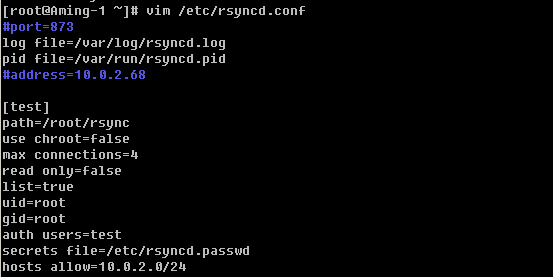 [root@Aming-1 ~]# vim /etc/rsyncd.conf
#port=873
log file=/var/log/rsyncd.log
pid file=/var/run/rsyncd.pid
#address=10.0.2.68
[test]
path=/root/rsync
use chroot=false
max connections=4
read only=false
list=true
uid=root
gid=root
auth users=test
secrets file=/etc/rsyncd.passwd
hosts allow=10.0.2.0/24